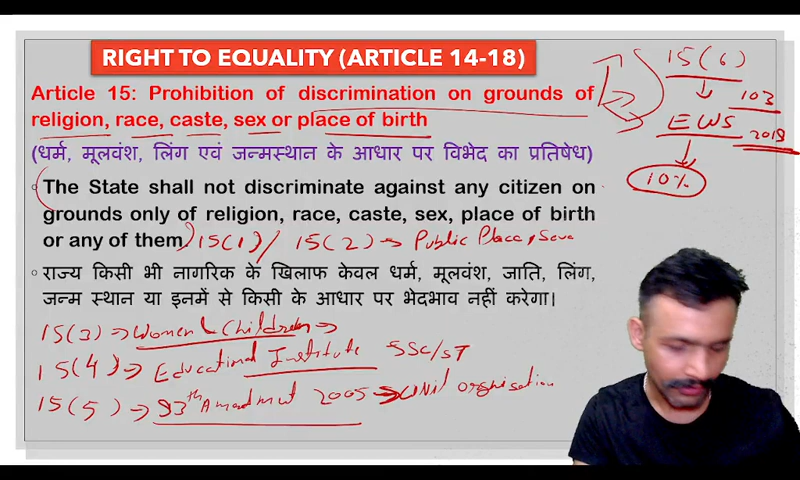 RIGHT TO EQUALITY (ARTICLE 14-18)
Article 15: Prohibition of discrimination on grounds of
religion, race, caste, sex or place of birth
(धर्म, मूलवंश, लिंग एवं जन्मस्थान के आधार पर विभेद का प्रतिषेध)
The State shall not discriminate against any citizen on
grounds only of religion, race, caste, sex, place of birth
or any of them 15(1) / 15(2) → Public Place,
राज्य किसी भी नागरिक के खिलाफ केवल धर्म, मूलवंश, जाति, लिंग,
जन्म स्थान या इनमें से किसी के आधार पर भेदभाव नहीं करेगा।
15(3) → Women & Children →
15(4) → Educational Institute SSC/ST
15(5) → 93th Amendment 2005 →
15(6)
103
EWS
2019
10%